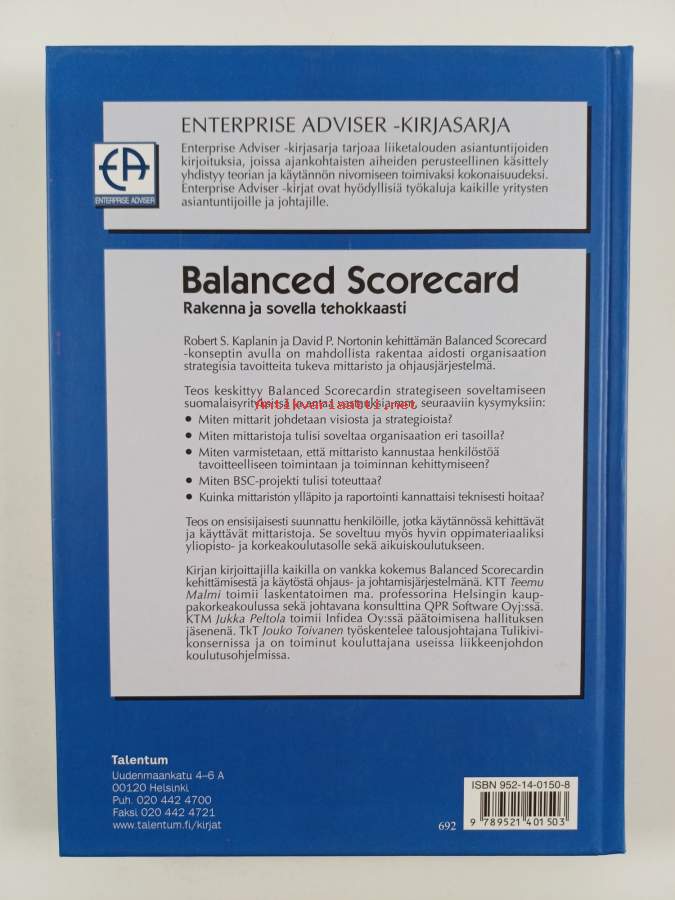 ENTERPRISE ADVISER -KIRJASARJA
Enterprise Adviser -kirjasarja tarjoaa liiketalouden asiantuntijoiden
kirjoituksia, joissa ajankohtaisten aiheiden perusteellinen käsittely
yhdistyy teorian ja käytännön nivomiseen toimivaksi kokonaisuudeksi.
Enterprise Adviser -kirjat ovat hyödyllisiä työkaluja kaikille yritysten
asiantuntijoille ja johtajille.
EA
ENTERPRISE ADVISER
Balanced Scorecard
Rakenna ja sovella tehokkaasti
Robert S. Kaplanin ja David P. Nortonin kehittämän Balanced Scorecard
-konseptin avulla on mahdollista rakentaa aidosti organisaation
strategisia tavoitteita tukeva mittaristo ja ohjausjärjestelmä.
Teos keskittyy Balanced Scorecardin strategiseen soveltamiseen
suomalaisyrityksissä ja antaa vastauksia mm. seuraaviin kysymyksiin:
Antikvariaatti.net
• Miten mittarit johdetaan visiosta ja strategioista?
• Miten mittaristoja tulisi soveltaa organisaation eri tasoilla?
• Miten varmistetaan, että mittaristo kannustaa henkilöstöä
tavoitteelliseen toimintaan ja toiminnan kehittymiseen?
• Miten BSC-projekti tulisi toteuttaa?
• Kuinka mittariston ylläpito ja raportointi kannattaisi teknisesti hoitaa?
Teos on ensisijaisesti suunnattu henkilöille, jotka käytännössä kehittävät
ja käyttävät mittaristoja. Se soveltuu myös hyvin oppimateriaaliksi
yliopisto- ja korkeakoulutasolle sekä aikuiskoulutukseen.
Kirjan kirjoittajilla kaikilla on vankka kokemus Balanced Scorecardin
kehittämisestä ja käytöstä ohjaus- ja johtamisjärjestelmänä. KTT Teemu
Malmi toimii laskentatoimen ma. professorina Helsingin kaup-
pakorkeakoulussa sekä johtavana konsulttina QPR Software Oyj:ssä.
KTM Jukka Peltola toimii Infidea Oy:ssä päätoimisena hallituksen
jäsenenä. TkT Jouko Toivanen työskentelee talousjohtajana Tulikivi-
konsernissa ja on toiminut kouluttajana useissa liikkeenjohdon
koulutusohjelmissa.
Talentum
Uudenmaankatu 4–6 A
00120 Helsinki
Puh. 020 442 4700
Faksi 020 442 4721
www.talentum.fi/kirjat
692
ISBN 952-14-0150-8
9 789521 401503